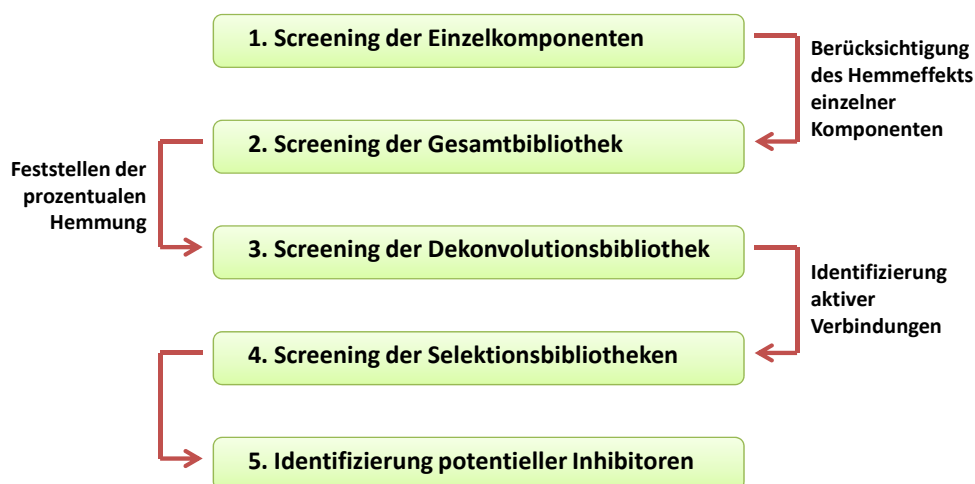 1. Screening der Einzelkomponenten
Berücksichtigung
des Hemmeffekts
einzelner
Komponenten
2. Screening der Gesamtbibliothek
Feststellen der
prozentualen
Hemmung
3. Screening der Dekonvolutionsbibliothek
Identifizierung
aktiver
Verbindungen
4. Screening der Selektionsbibliotheken
5. Identifizierung potentieller Inhibitoren